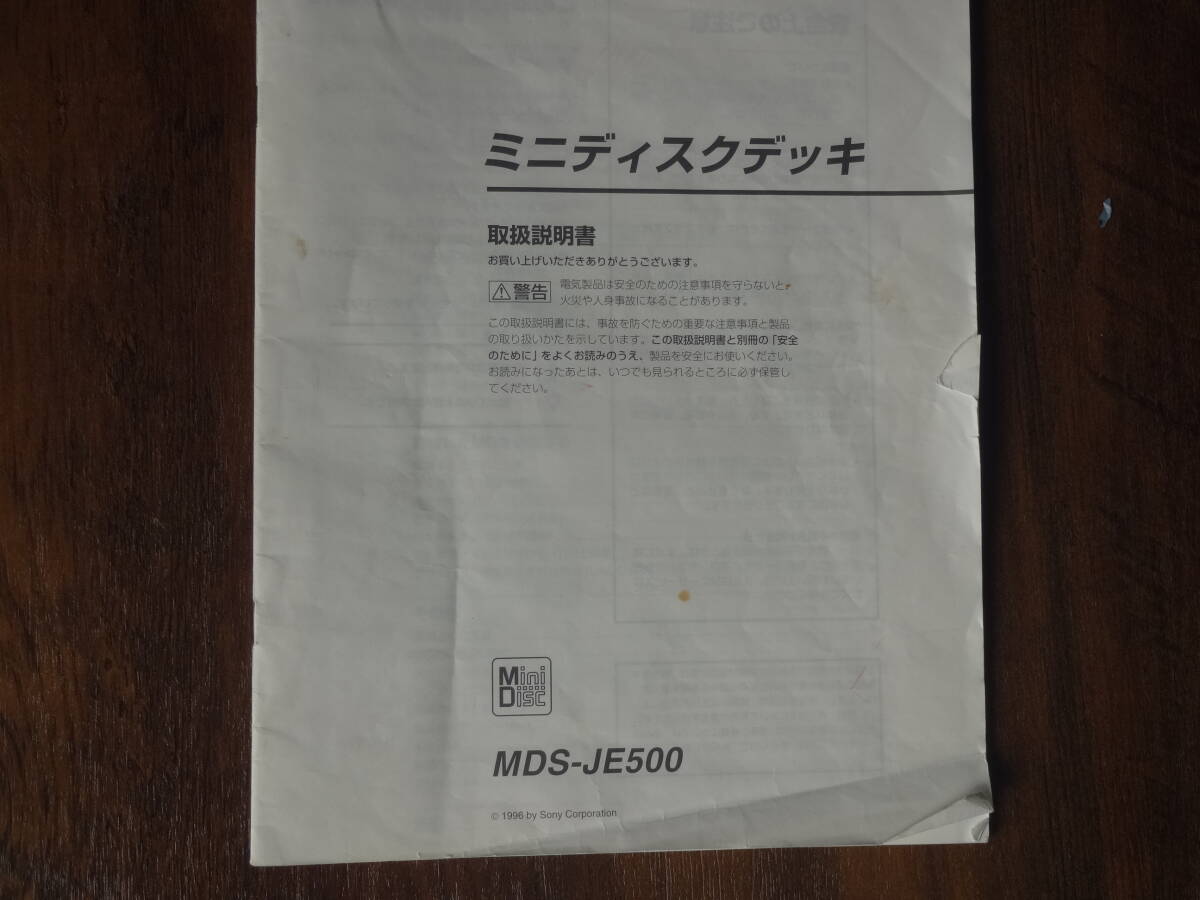 ミニディスクデッキ
取扱説明書
お買い上げいただきありがとうございます。
警告
電気製品は安全のための注意事項を守らないと、
火災や人身事故になることがあります。
この取扱説明書には、事故を防ぐための重要な注意事項と製品
の取り扱いかたを示しています。この取扱説明書と別冊の「安全
のために」をよくお読みのうえ、製品を安全にお使いください。
お読みになったあとは、いつでも見られるところに必ず保管し
てください。
Mini
Disc
MDS-JE500
© 1996 by Sony Corporation